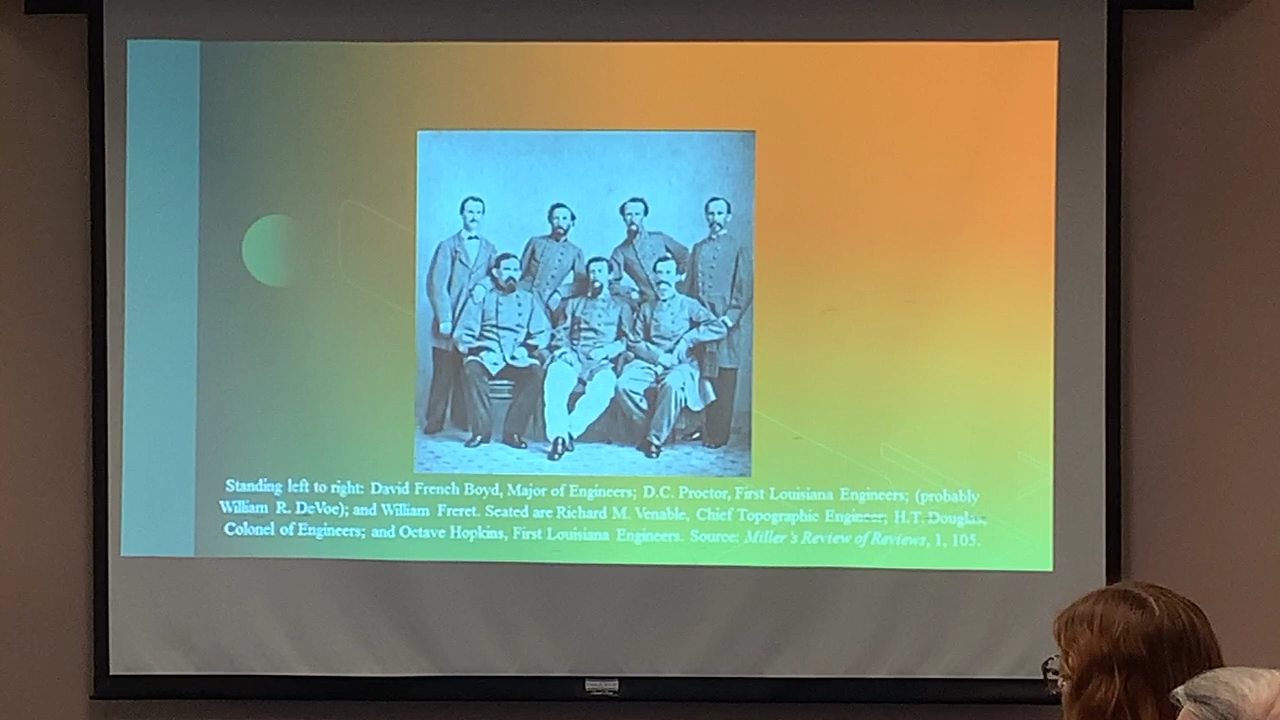 Standing left to right: David French Boyd, Major of Engineers; D.C. Proctor, First Louisiana Engineers; (probably
William R. DeVoe); and William Freret. Seated are Richard M. Venable, Chief Topographic Engineer; H.T. Douglas,
Colonel of Engineers; and Octave Hopkins, First Louisiana Engineers. Source: Miller's Review of Reviews, 1, 105.